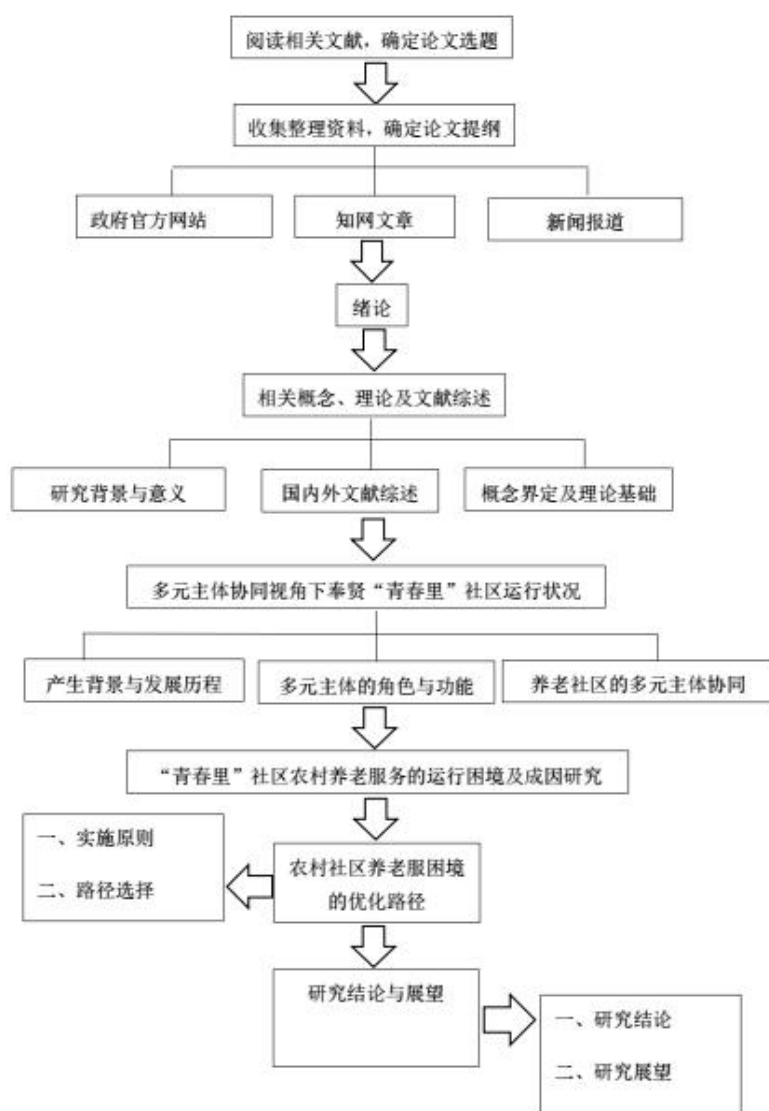 阅读相关文献，确定论文选题
收集整理资料，确定论文提纲
政府官方网站
知网文章
新闻报道
绪论
相关概念、理论及文献综述
研究背景与意义
国内外文献综述
概念界定及理论基础
多元主体协同视角下奉贤“青春里”社区运行状况
产生背景与发展历程
多元主体的角色与功能
养老社区的多元主体协同
“青春里”社区农村养老服务的运行困境及成因研究
一、实施原则
二、路径选择
农村社区养老服困境
的优化路径
研究结论与展望
一、研究结论
二、研究展望